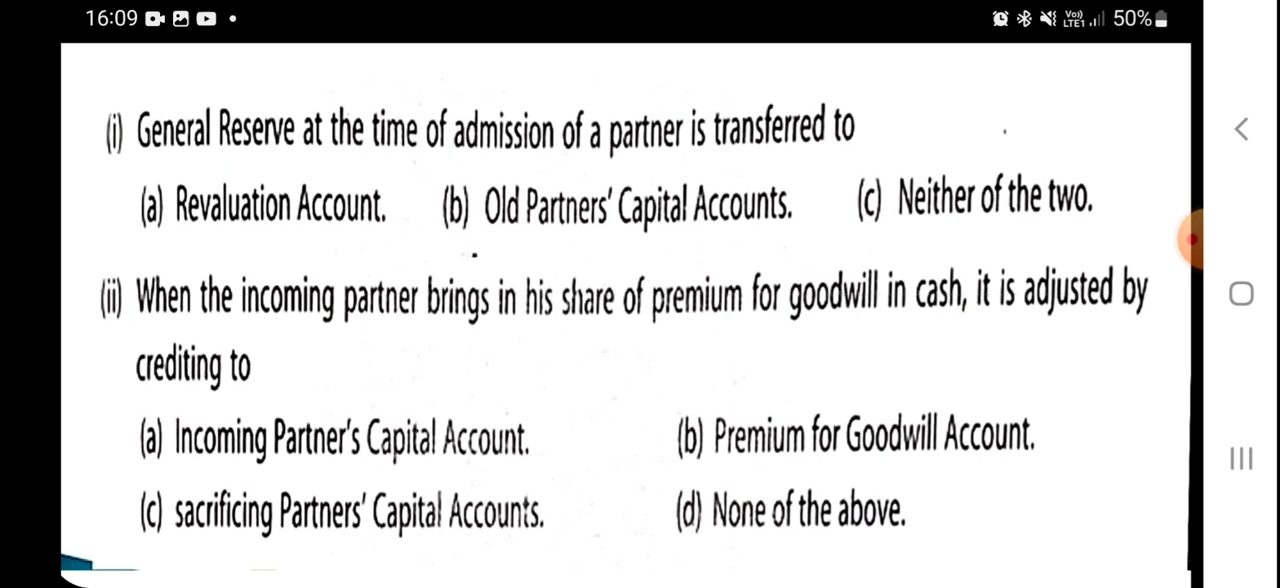 16:09 Vo)) LTE1 50%
(i) General Reserve at the time of admission of a partner is transferred to
(a) Revaluation Account. (b) Old Partners' Capital Accounts. (c) Neither of the two.
(ii) When the incoming partner brings in his share of premium for goodwill in cash, it is adjusted by
crediting to
(a) Incoming Partner's Capital Account. (b) Premium for Goodwill Account.
(c) sacrificing Partners' Capital Accounts. (d) None of the above.